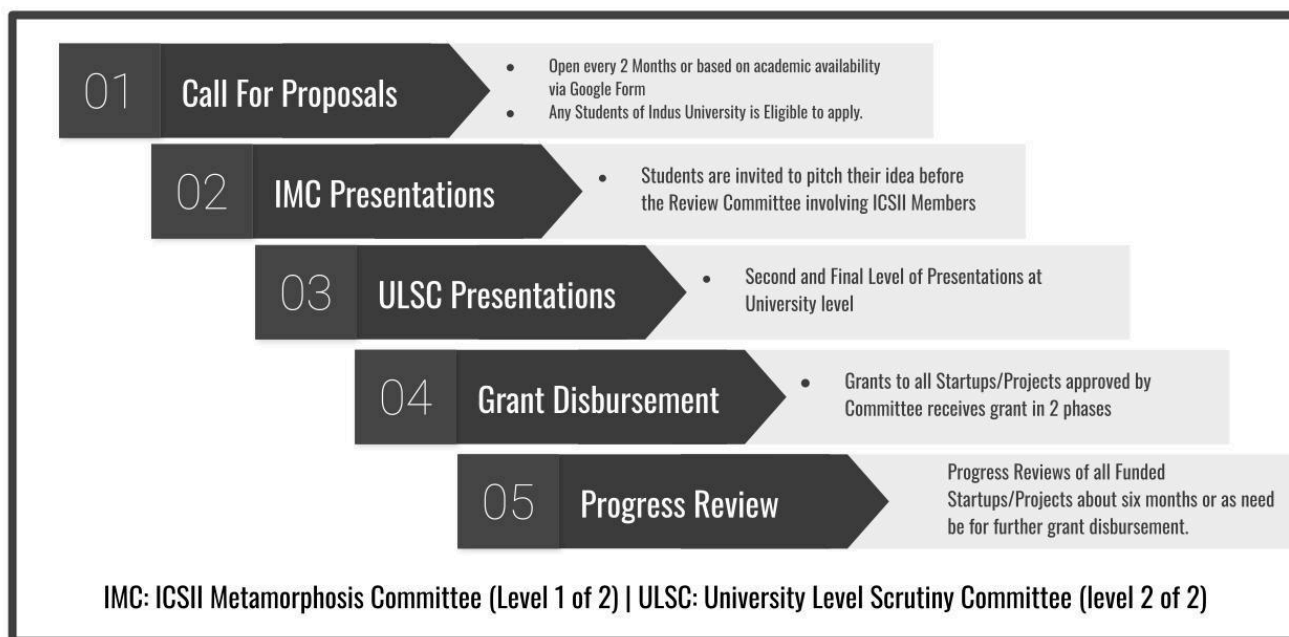 01
Call For Proposals
• Open every 2 Months or based on academic availability
via Google Form
• Any Students of Indus University is Eligible to apply.
02
IMC Presentations
• Students are invited to pitch their idea before
the Review Committee involving ICSII Members
03
ULSC Presentations
• Second and Final Level of Presentations at
University level
04
Grant Disbursement
• Grants to all Startups/Projects approved by
Committee receives grant in 2 phases
05
Progress Review
Progress Reviews of all Funded
Startups/Projects about six months or as need
be for further grant disbursement.
IMC: ICSII Metamorphosis Committee (Level 1 of 2) | ULSC: University Level Scrutiny Committee (level 2 of 2)